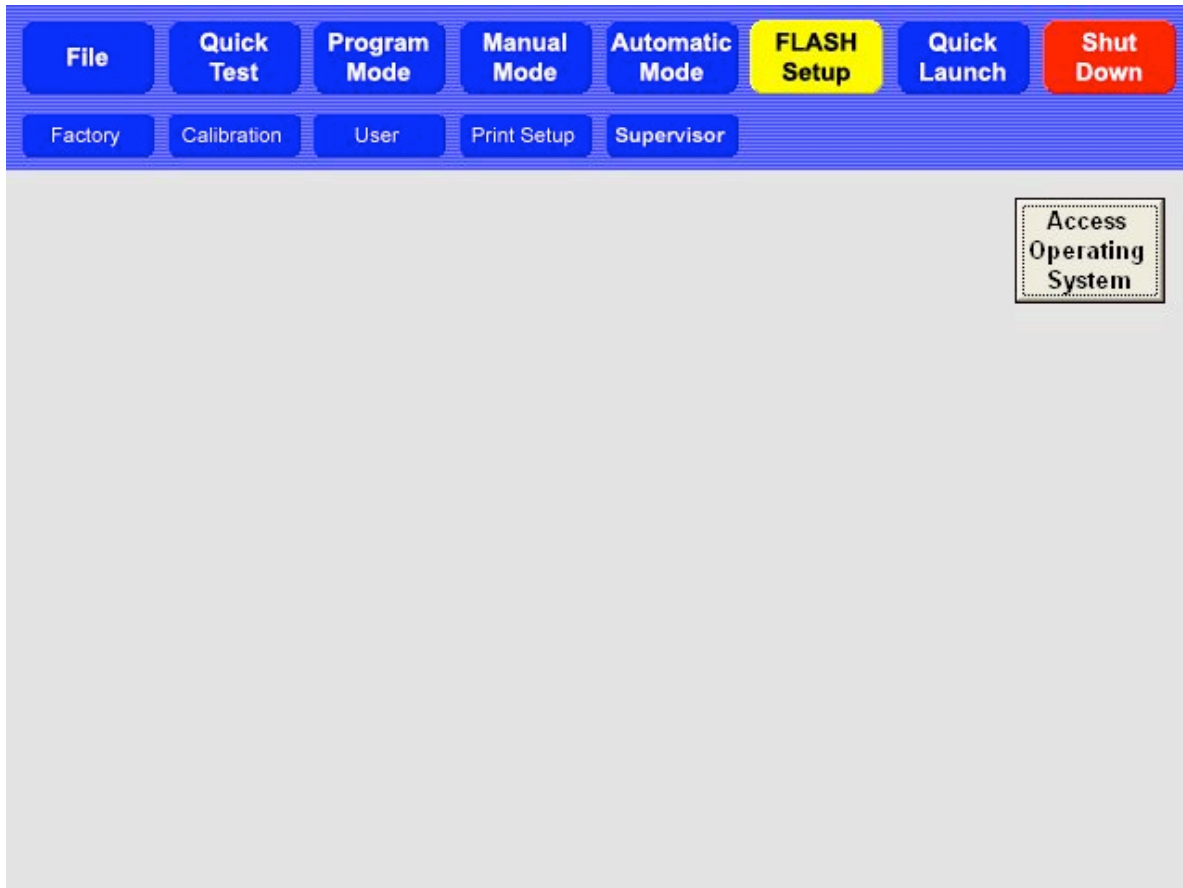 File
Quick
Test
Program
Mode
Manual
Mode
Automatic
Mode
FLASH
Setup
Quick
Launch
Shut
Down
Factory
Calibration
User
Print Setup
Supervisor
Access
Operating
System